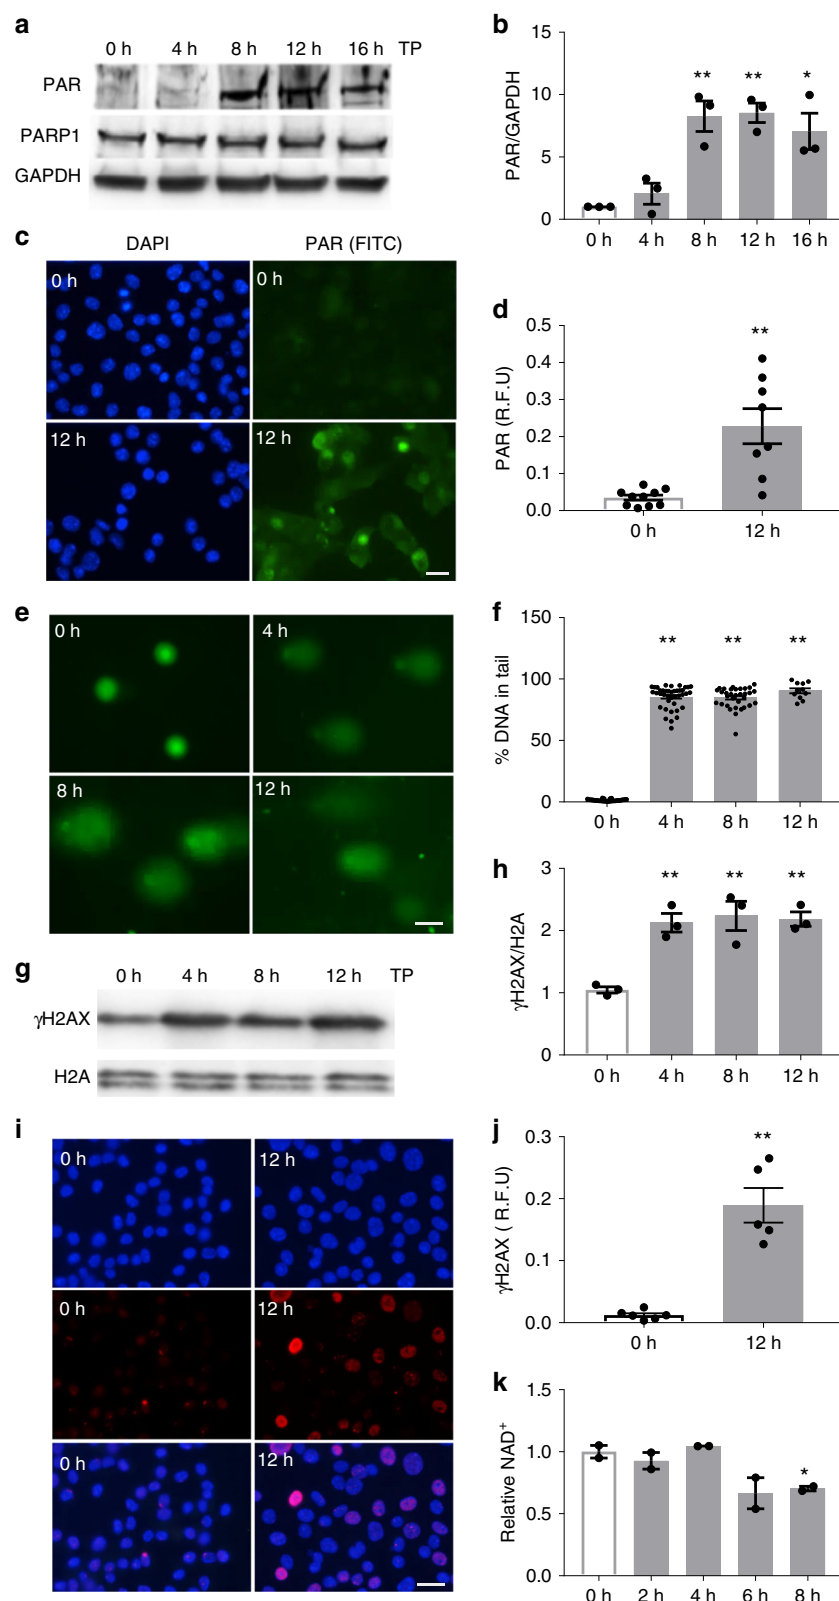 a
0 h 4 h 8 h 12 h 16 h TP
PAR
PARP1
GAPDH
b
PAR/GAPDH
15
10
5
0
** ** *
0 h 4 h 8 h 12 h 16 h
c
DAPI PAR (FITC)
0 h 0 h
12 h 12 h
d
PAR (R.F.U)
0.5
0.4
0.3
0.2
0.1
0.0
**
0 h 12 h
e
0 h 4 h
8 h 12 h
f
% DNA in tail
150
100
50
0
** ** **
0 h 4 h 8 h 12 h
g
0 h 4 h 8 h 12 h TP
γH2AX
H2A
h
γH2AX/H2A
3
2
1
0
** ** **
0 h 4 h 8 h 12 h
i
0 h 12 h
0 h 12 h
0 h 12 h
j
γH2AX ( R.F.U)
0.3
0.2
0.1
0.0
**
0 h 12 h
k
Relative NAD⁺
1.5
1.0
0.5
0.0
*
0 h 2 h 4 h 6 h 8 h